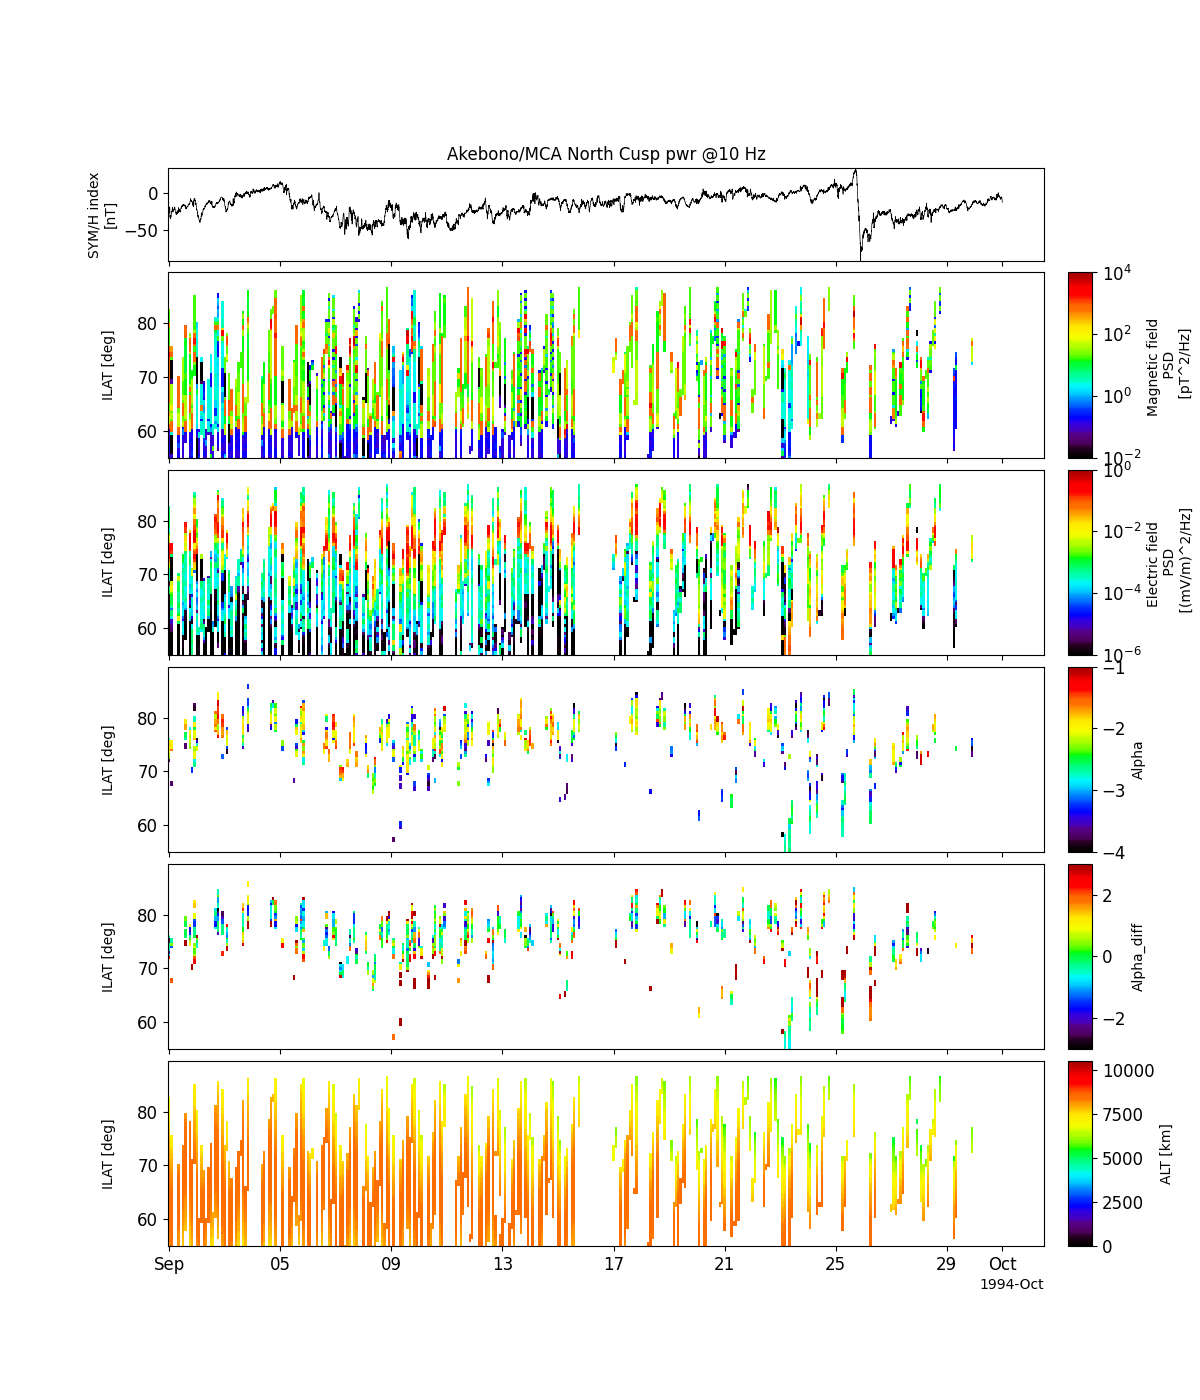 Akebono/MCA North Cusp pwr @10 Hz
SYM/H index
[nT]
0
−50
ILAT [deg]
80
70
60
10^4
10^2
10^0
10^−2
Magnetic field
PSD
[pT^2/Hz]
ILAT [deg]
80
70
60
10^0
10^−2
10^−4
10^−6
Electric field
PSD
[(mV/m)^2/Hz]
ILAT [deg]
80
70
60
−1
−2
−3
−4
Alpha
ILAT [deg]
80
70
60
2
0
−2
Alpha_diff
ILAT [deg]
80
70
60
10000
7500
5000
2500
0
ALT [km]
Sep 05 09 13 17 21 25 29 Oct
1994-Oct